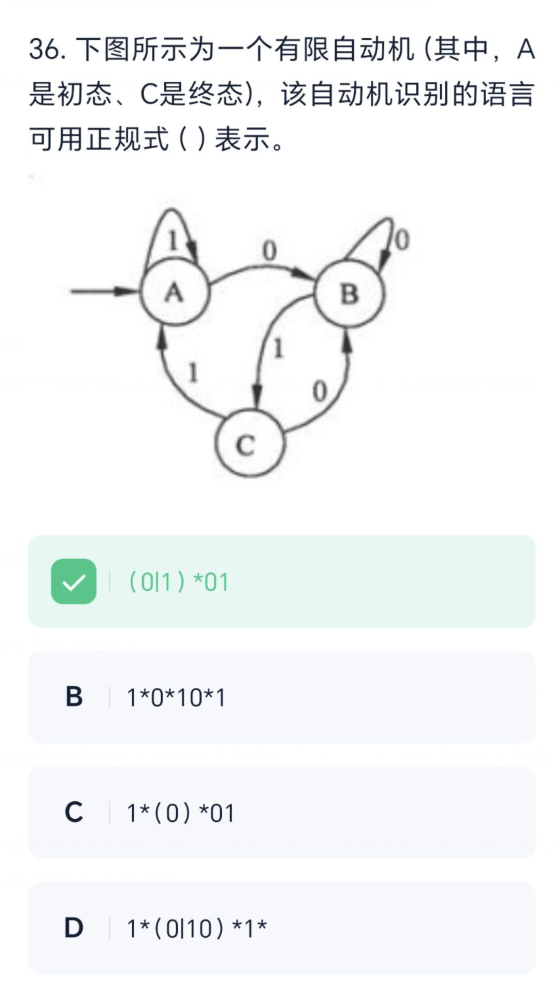 36. 下图所示为一个有限自动机 (其中，A
是初态、C是终态)，该自动机识别的语言
可用正规式 ( ) 表示。
1
0
0
A
B
1
1
0
C
(0|1) *01
B 1*0*10*1
C 1*(0) *01
D 1*(0|10) *1*